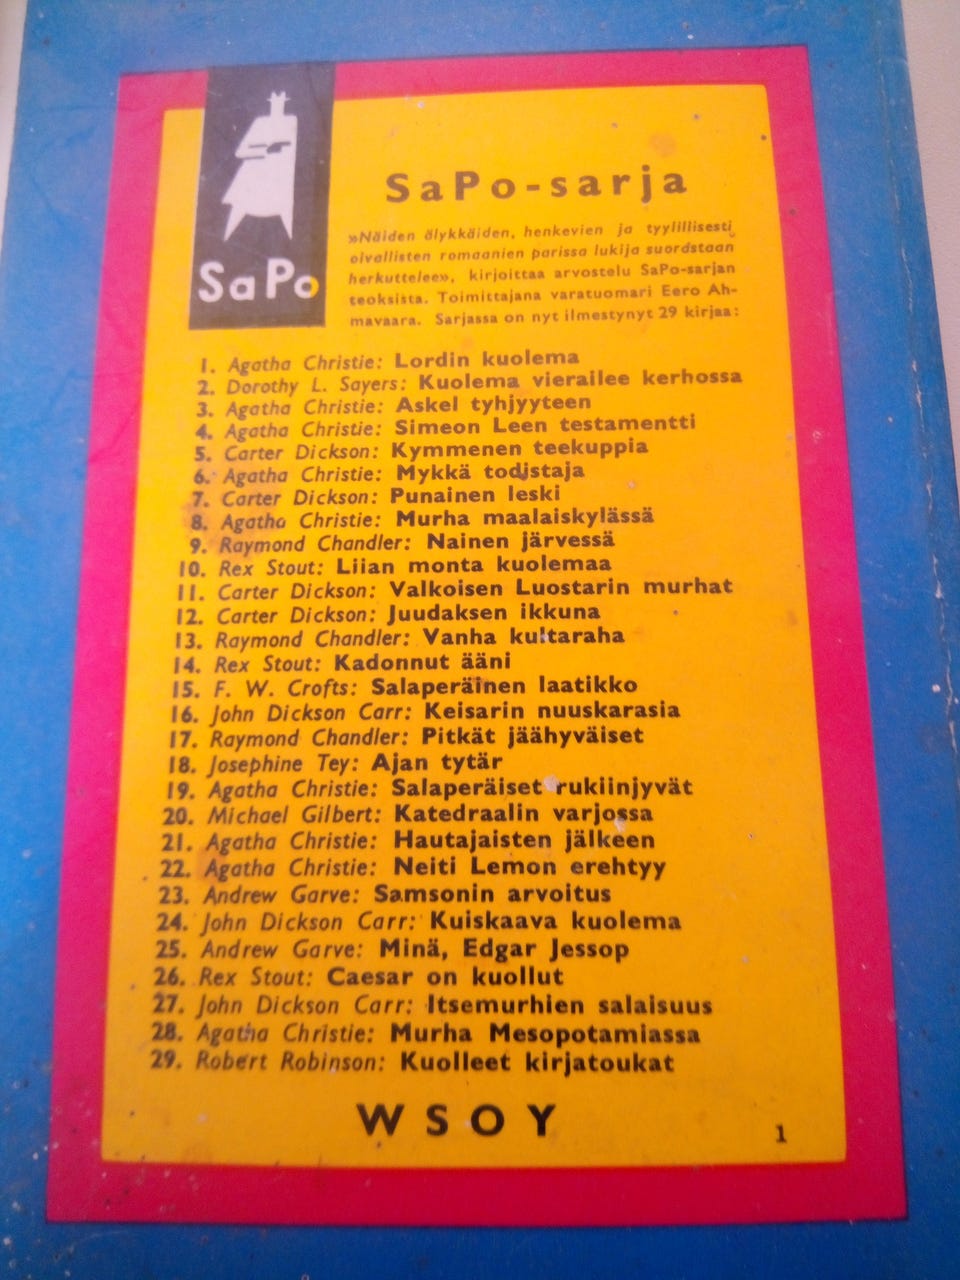 SaPo
SaPo-sarja
»Näiden älykkäiden, henkevien ja tyylillisesti
oivallisten romaanien parissa lukija suorastaan
herkuttelee», kirjoittaa arvostelu SaPo-sarjan
teoksista. Toimittajana varatuomari Eero Ah-
mavaara. Sarjassa on nyt ilmestynyt 29 kirjaa:
1. Agatha Christie: Lordin kuolema
2. Dorothy L. Sayers: Kuolema vierailee kerhossa
3. Agatha Christie: Askel tyhjyyteen
4. Agatha Christie: Simeon Leen testamentti
5. Carter Dickson: Kymmenen teekuppia
6. Agatha Christie: Mykkä todistaja
7. Carter Dickson: Punainen leski
8. Agatha Christie: Murha maalaiskylässä
9. Raymond Chandler: Nainen järvessä
10. Rex Stout: Liian monta kuolemaa
11. Carter Dickson: Valkoisen Luostarin murhat
12. Carter Dickson: Juudaksen ikkuna
13. Raymond Chandler: Vanha kultaraha
14. Rex Stout: Kadonnut ääni
15. F. W. Crofts: Salaperäinen laatikko
16. John Dickson Carr: Keisarin nuuskarasia
17. Raymond Chandler: Pitkät jäähyväiset
18. Josephine Tey: Ajan tytär
19. Agatha Christie: Salaperäiset rukiinjyvät
20. Michael Gilbert: Katedraalin varjossa
21. Agatha Christie: Hautajaisten jälkeen
22. Agatha Christie: Neiti Lemon erehtyy
23. Andrew Garve: Samsonin arvoitus
24. John Dickson Carr: Kuiskaava kuolema
25. Andrew Garve: Minä, Edgar Jessop
26. Rex Stout: Caesar on kuollut
27. John Dickson Carr: Itsemurhien salaisuus
28. Agatha Christie: Murha Mesopotamiassa
29. Robert Robinson: Kuolleet kirjatoukat
WSOY
1